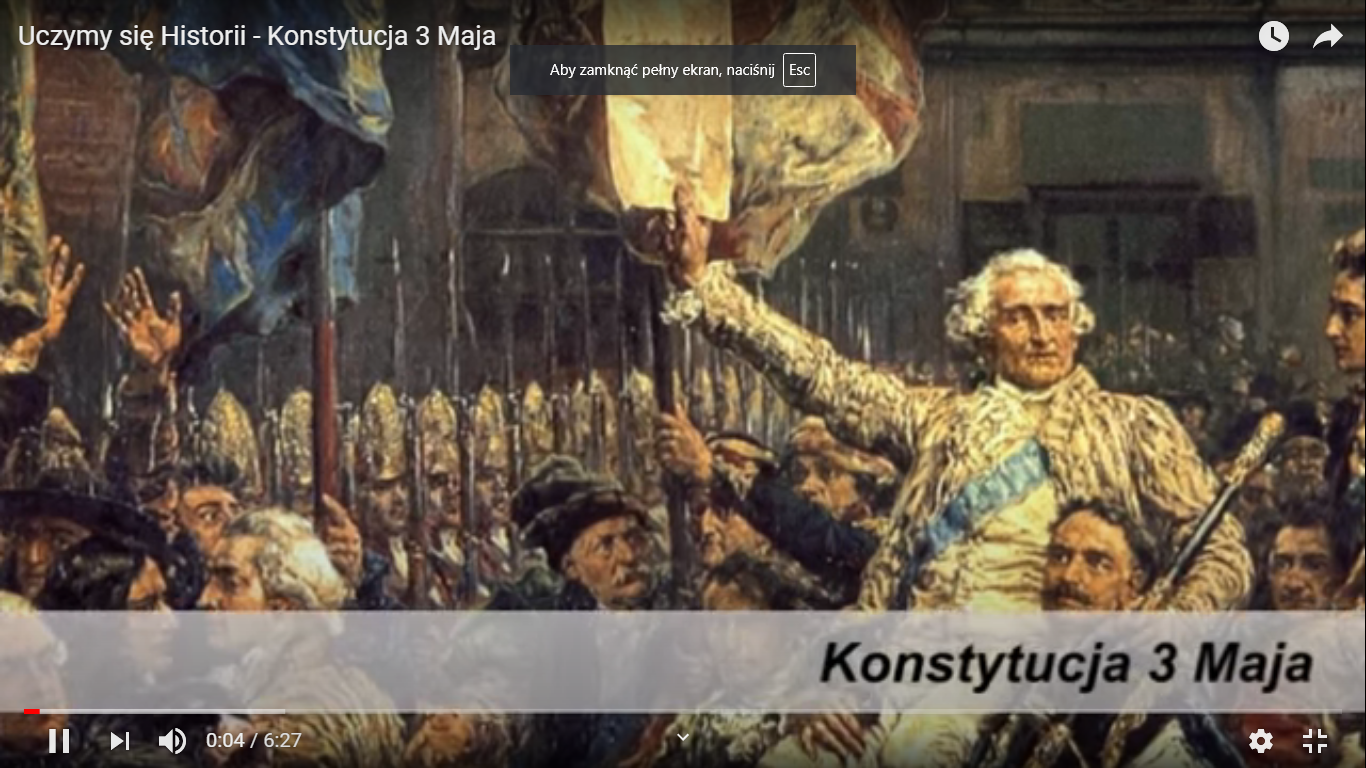 Uczymy się Historii - Konstytucja 3 Maja
Aby zamknąć pełny ekran, naciśnij Esc
Konstytucja 3 Maja
0:04 / 6:27